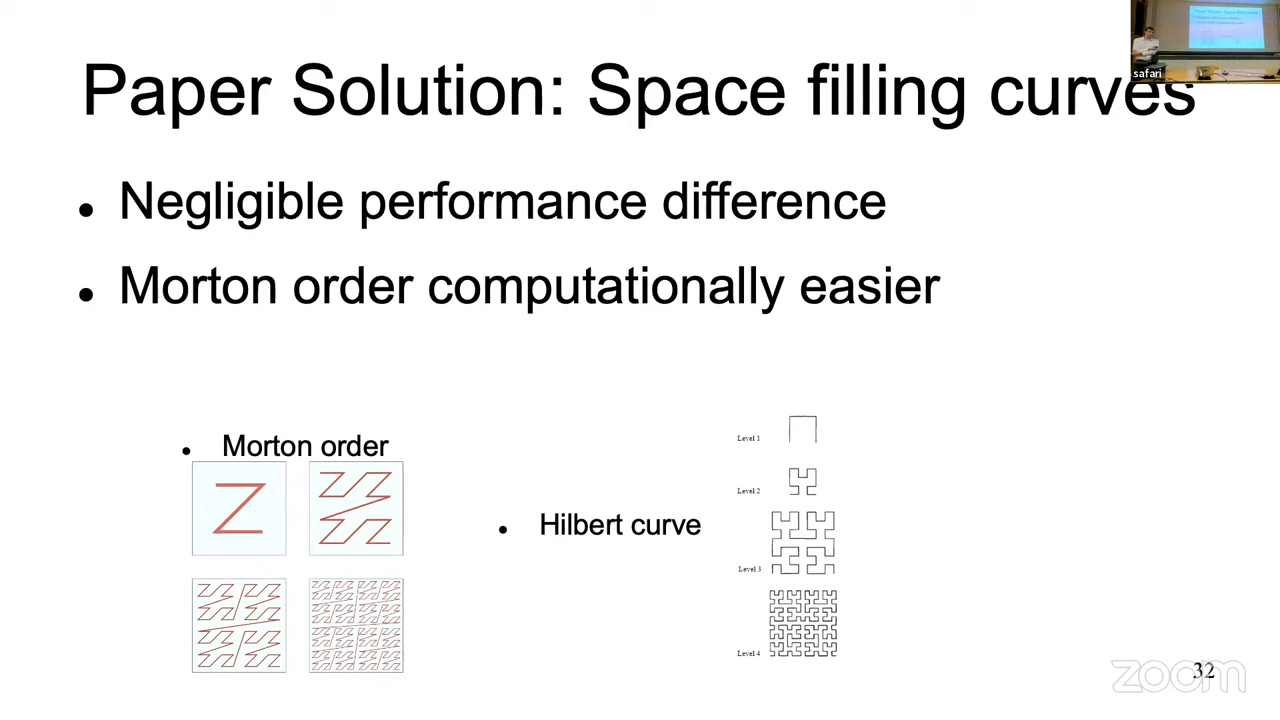 Paper Solution: Space filling curves
safari
● Negligible performance difference
● Morton order computationally easier
● Morton order
● Hilbert curve
Level 1
Level 2
Level 3
Level 4
zoom
32